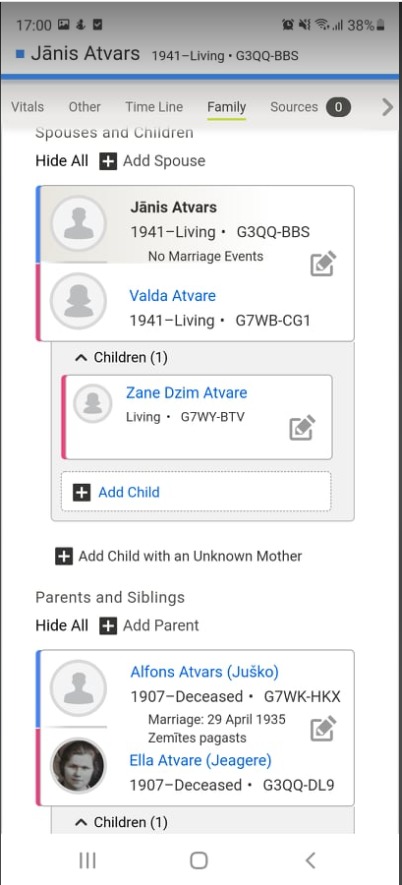 17:00 38%
Jānis Atvars 1941–Living • G3QQ-BBS
Vitals Other Time Line Family Sources 0
Spouses and Children
Hide All Add Spouse
Jānis Atvars
1941–Living • G3QQ-BBS
No Marriage Events
Valda Atvare
1941–Living • G7WB-CG1
Children (1)
Zane Dzim Atvare
Living • G7WY-BTV
Add Child
Add Child with an Unknown Mother
Parents and Siblings
Hide All Add Parent
Alfons Atvars (Juško)
1907–Deceased • G7WK-HKX
Marriage: 29 April 1935
Zemītes pagasts
Ella Atvare (Jeagere)
1907–Deceased • G3QQ-DL9
Children (1)